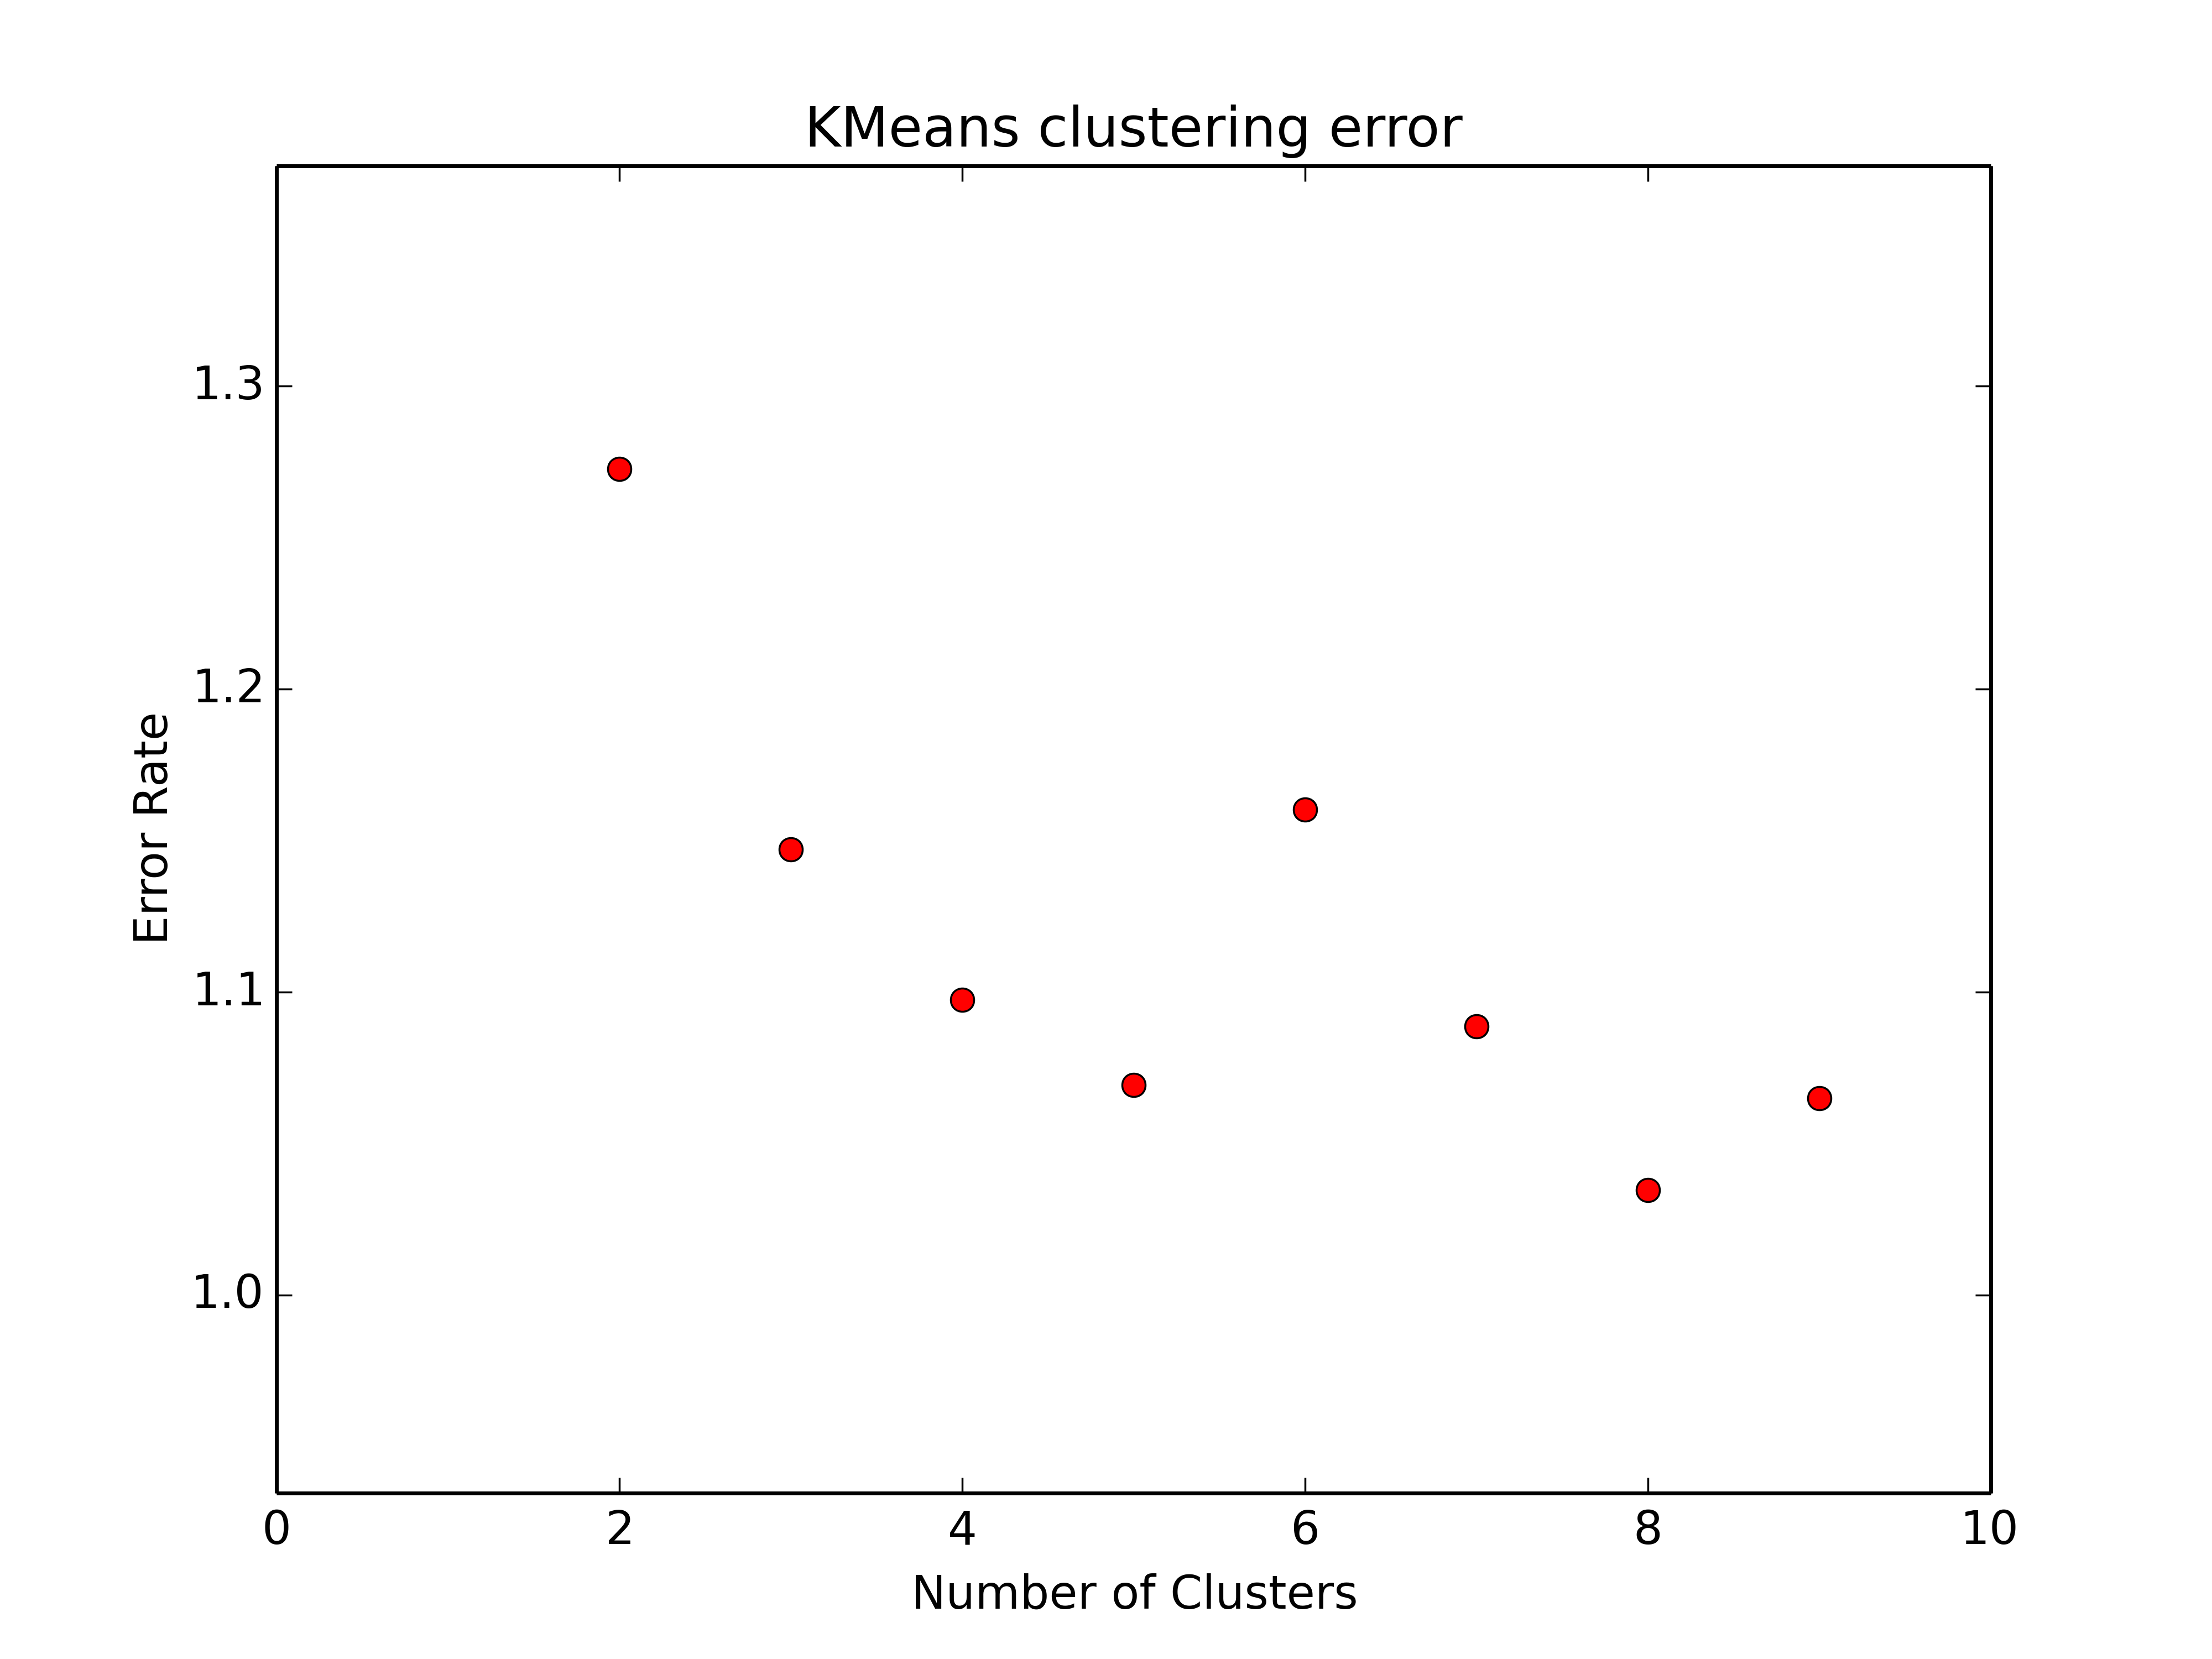 KMeans clustering error
1.3
1.2
1.1
1.0
Error Rate
0 2 4 6 8 10
Number of Clusters